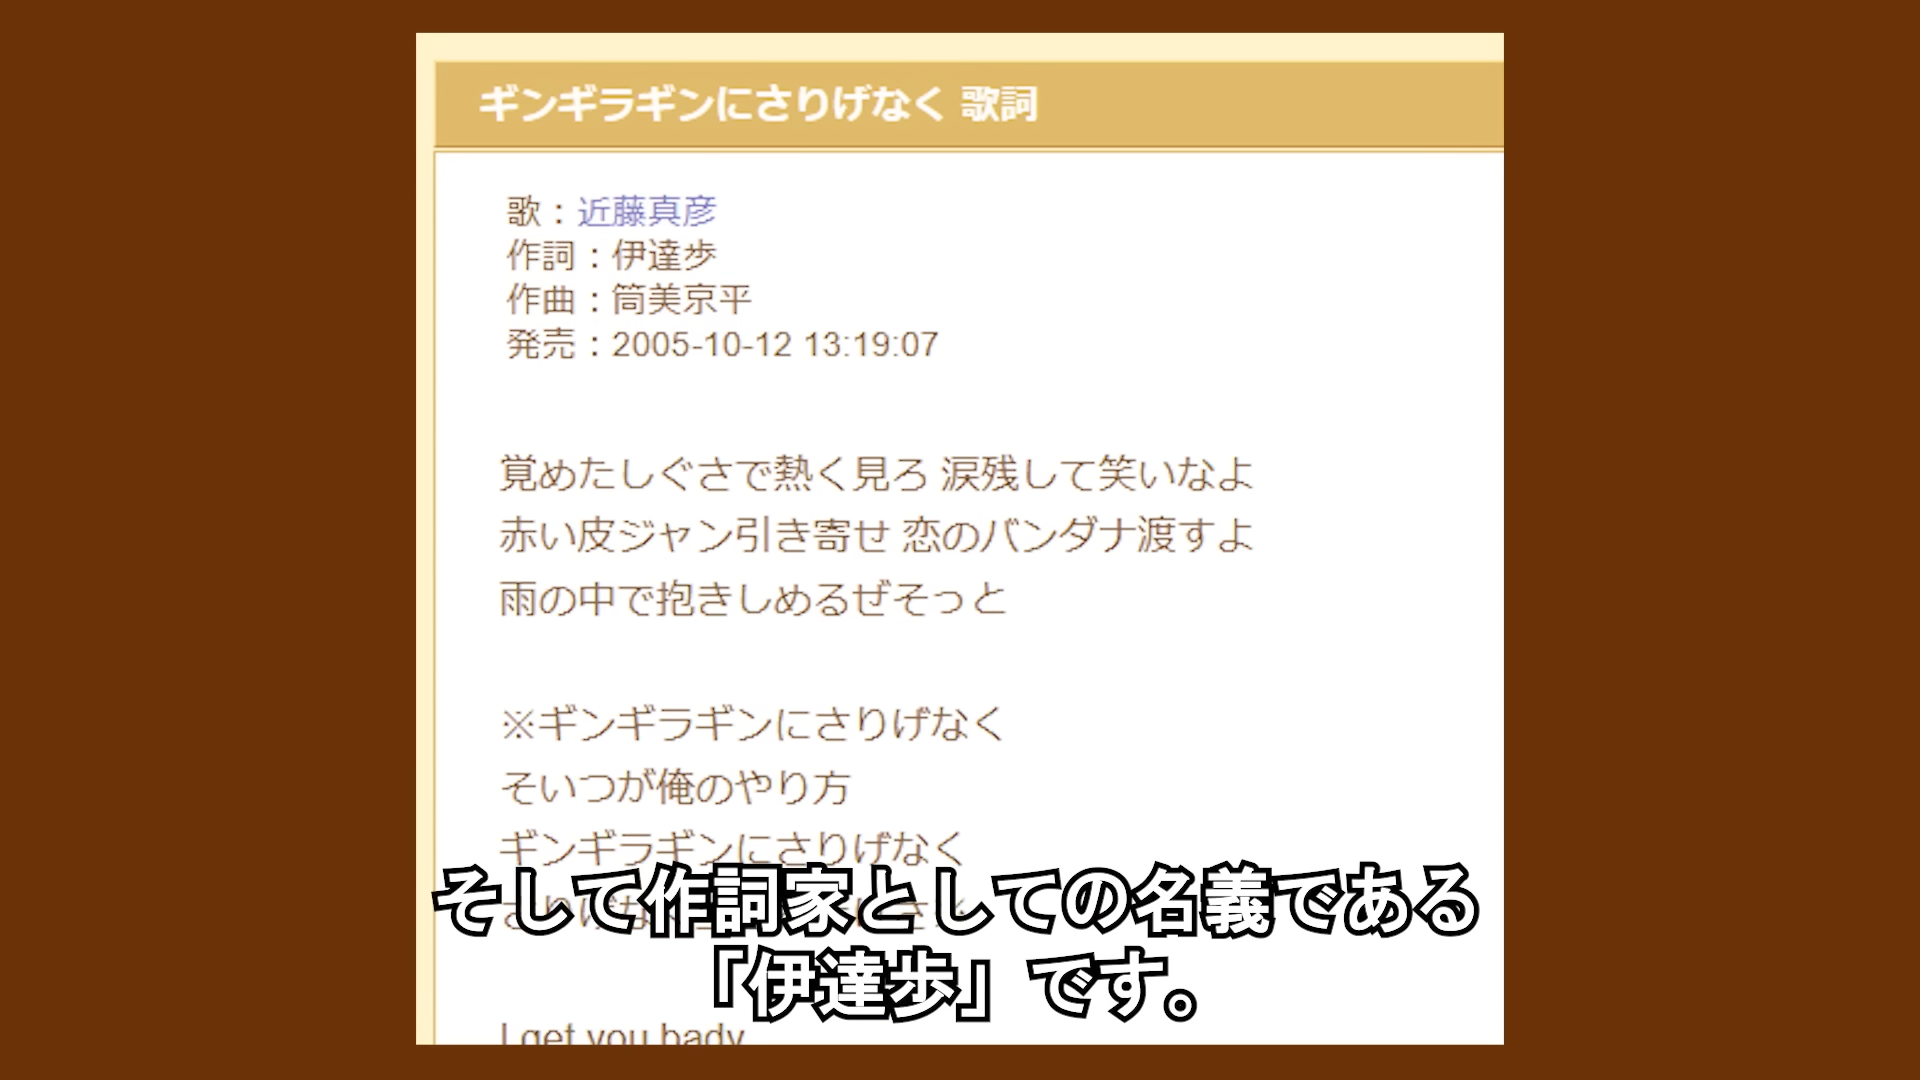 ギンギラギンにさりげなく 歌詞
歌：近藤真彦
作詞：伊達歩
作曲：筒美京平
発売：2005-10-12 13:19:07
覚めたしぐさで熱く見ろ 涙残して笑いなよ
赤い皮ジャン引き寄せ 恋のバンダナ渡すよ
雨の中で抱きしめるぜそっと
※ギンギラギンにさりげなく
そいつが俺のやり方
ギンギラギンにさりげなく
そして作詞家としての名義である
「伊達歩」です。
I get you bady